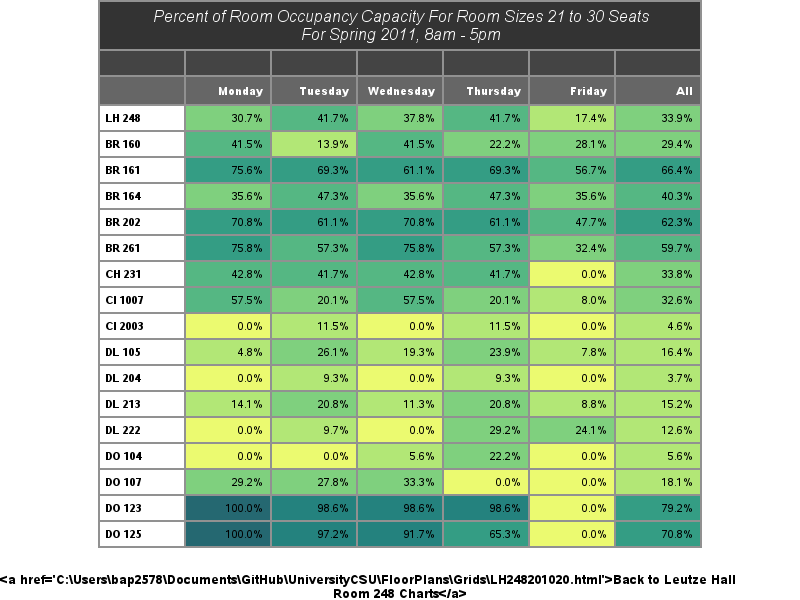 Percent of Room Occupancy Capacity For Room Sizes 21 to 30 Seats
For Spring 2011, 8am - 5pm
Monday Tuesday Wednesday Thursday Friday All
LH 248 30.7% 41.7% 37.8% 41.7% 17.4% 33.9%
BR 160 41.5% 13.9% 41.5% 22.2% 28.1% 29.4%
BR 161 75.6% 69.3% 61.1% 69.3% 56.7% 66.4%
BR 164 35.6% 47.3% 35.6% 47.3% 35.6% 40.3%
BR 202 70.8% 61.1% 70.8% 61.1% 47.7% 62.3%
BR 261 75.8% 57.3% 75.8% 57.3% 32.4% 59.7%
CH 231 42.8% 41.7% 42.8% 41.7% 0.0% 33.8%
CI 1007 57.5% 20.1% 57.5% 20.1% 8.0% 32.6%
CI 2003 0.0% 11.5% 0.0% 11.5% 0.0% 4.6%
DL 105 4.8% 26.1% 19.3% 23.9% 7.8% 16.4%
DL 204 0.0% 9.3% 0.0% 9.3% 0.0% 3.7%
DL 213 14.1% 20.8% 11.3% 20.8% 8.8% 15.2%
DL 222 0.0% 9.7% 0.0% 29.2% 24.1% 12.6%
DO 104 0.0% 0.0% 5.6% 22.2% 0.0% 5.6%
DO 107 29.2% 27.8% 33.3% 0.0% 0.0% 18.1%
DO 123 100.0% 98.6% 98.6% 98.6% 0.0% 79.2%
DO 125 100.0% 97.2% 91.7% 65.3% 0.0% 70.8%
<a href='C:\Users\bap2578\Documents\GitHub\UniversityCSU\FloorPlans\Grids\LH248201020.html'>Back to Leutze Hall
Room 248 Charts</a>